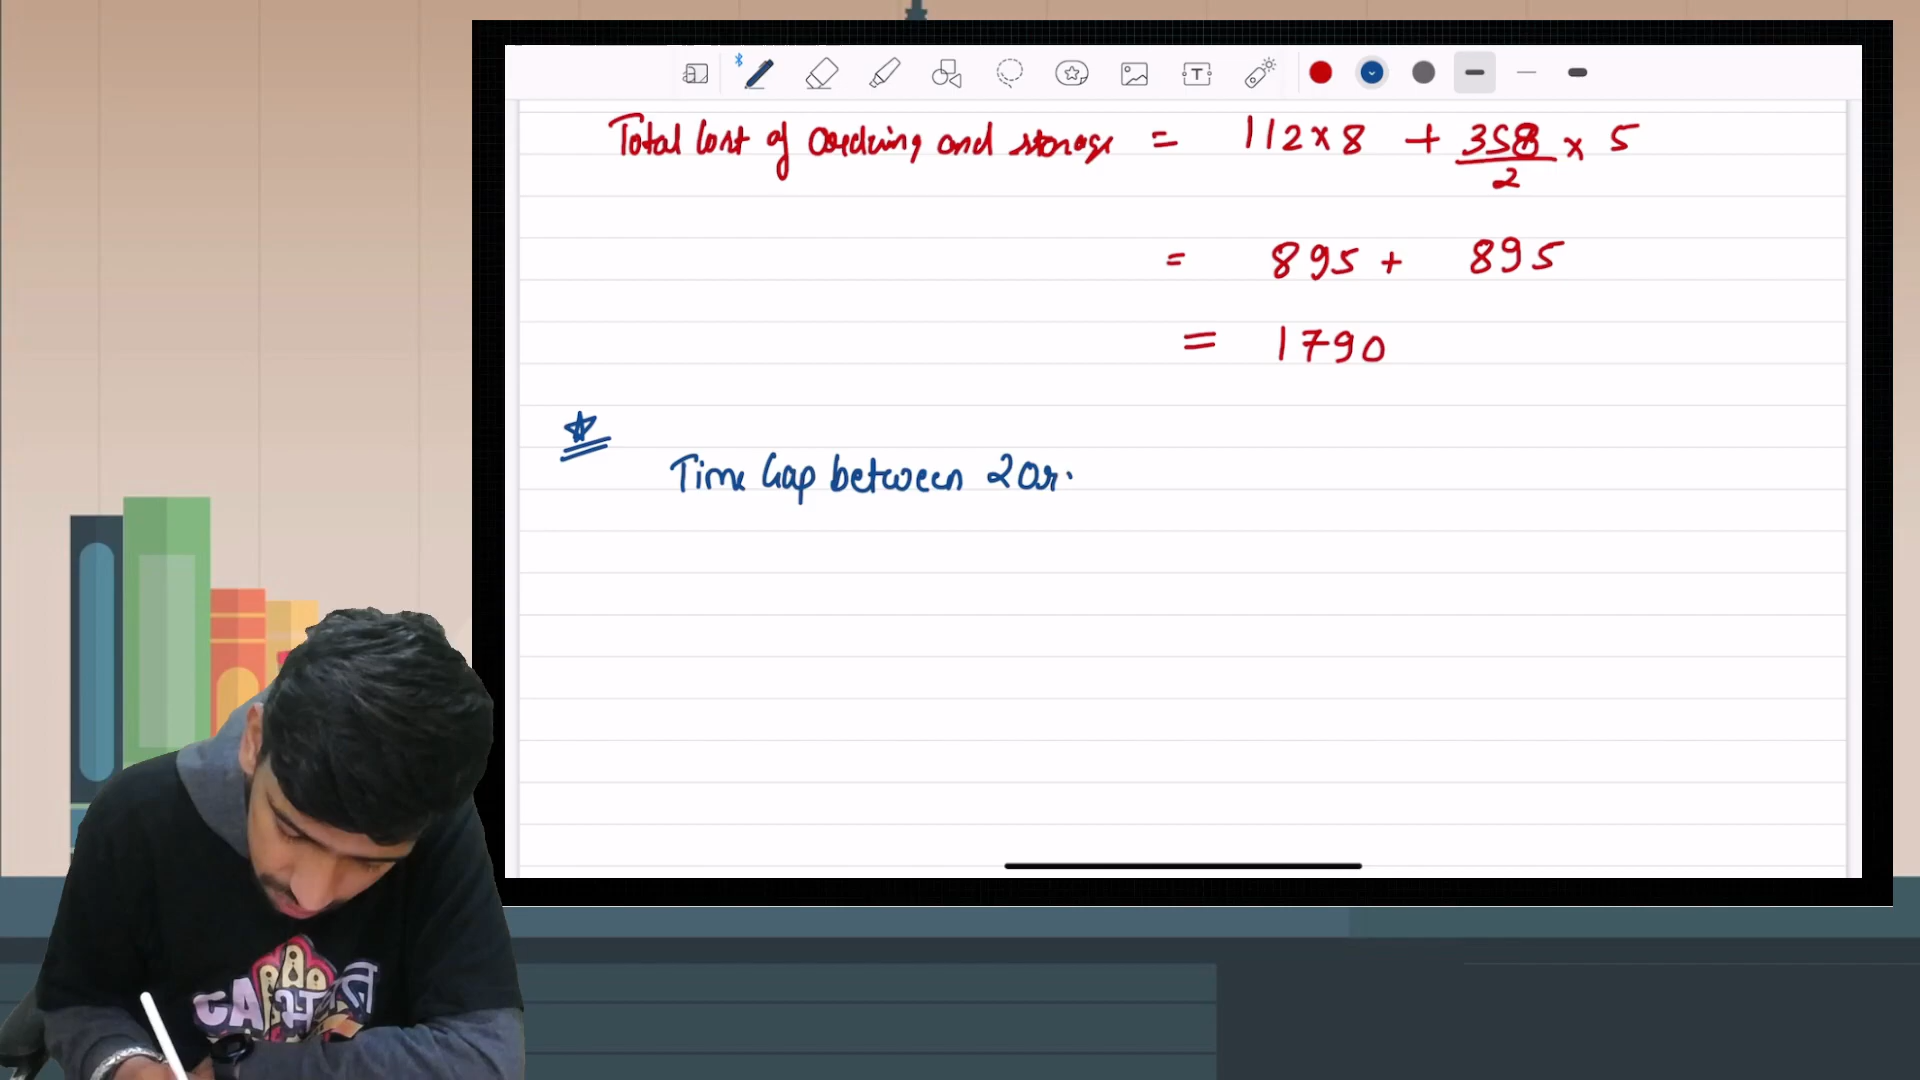 Total Cost of ordering and storage = 112 x 8 + 358/2 x 5
= 895 + 895
= 1790
Time Gap between 2 or.
T
CA